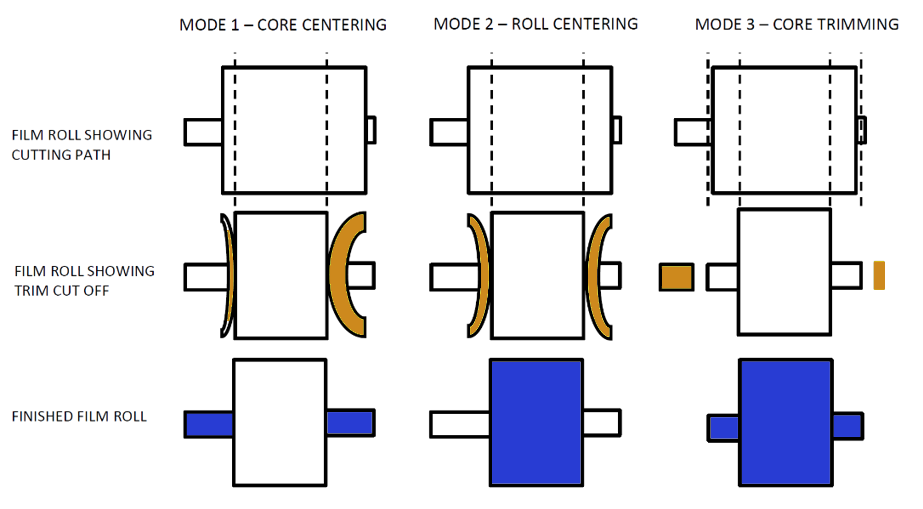 MODE 1 – CORE CENTERING
MODE 2 – ROLL CENTERING
MODE 3 – CORE TRIMMING
FILM ROLL SHOWING
CUTTING PATH
FILM ROLL SHOWING
TRIM CUT OFF
FINISHED FILM ROLL